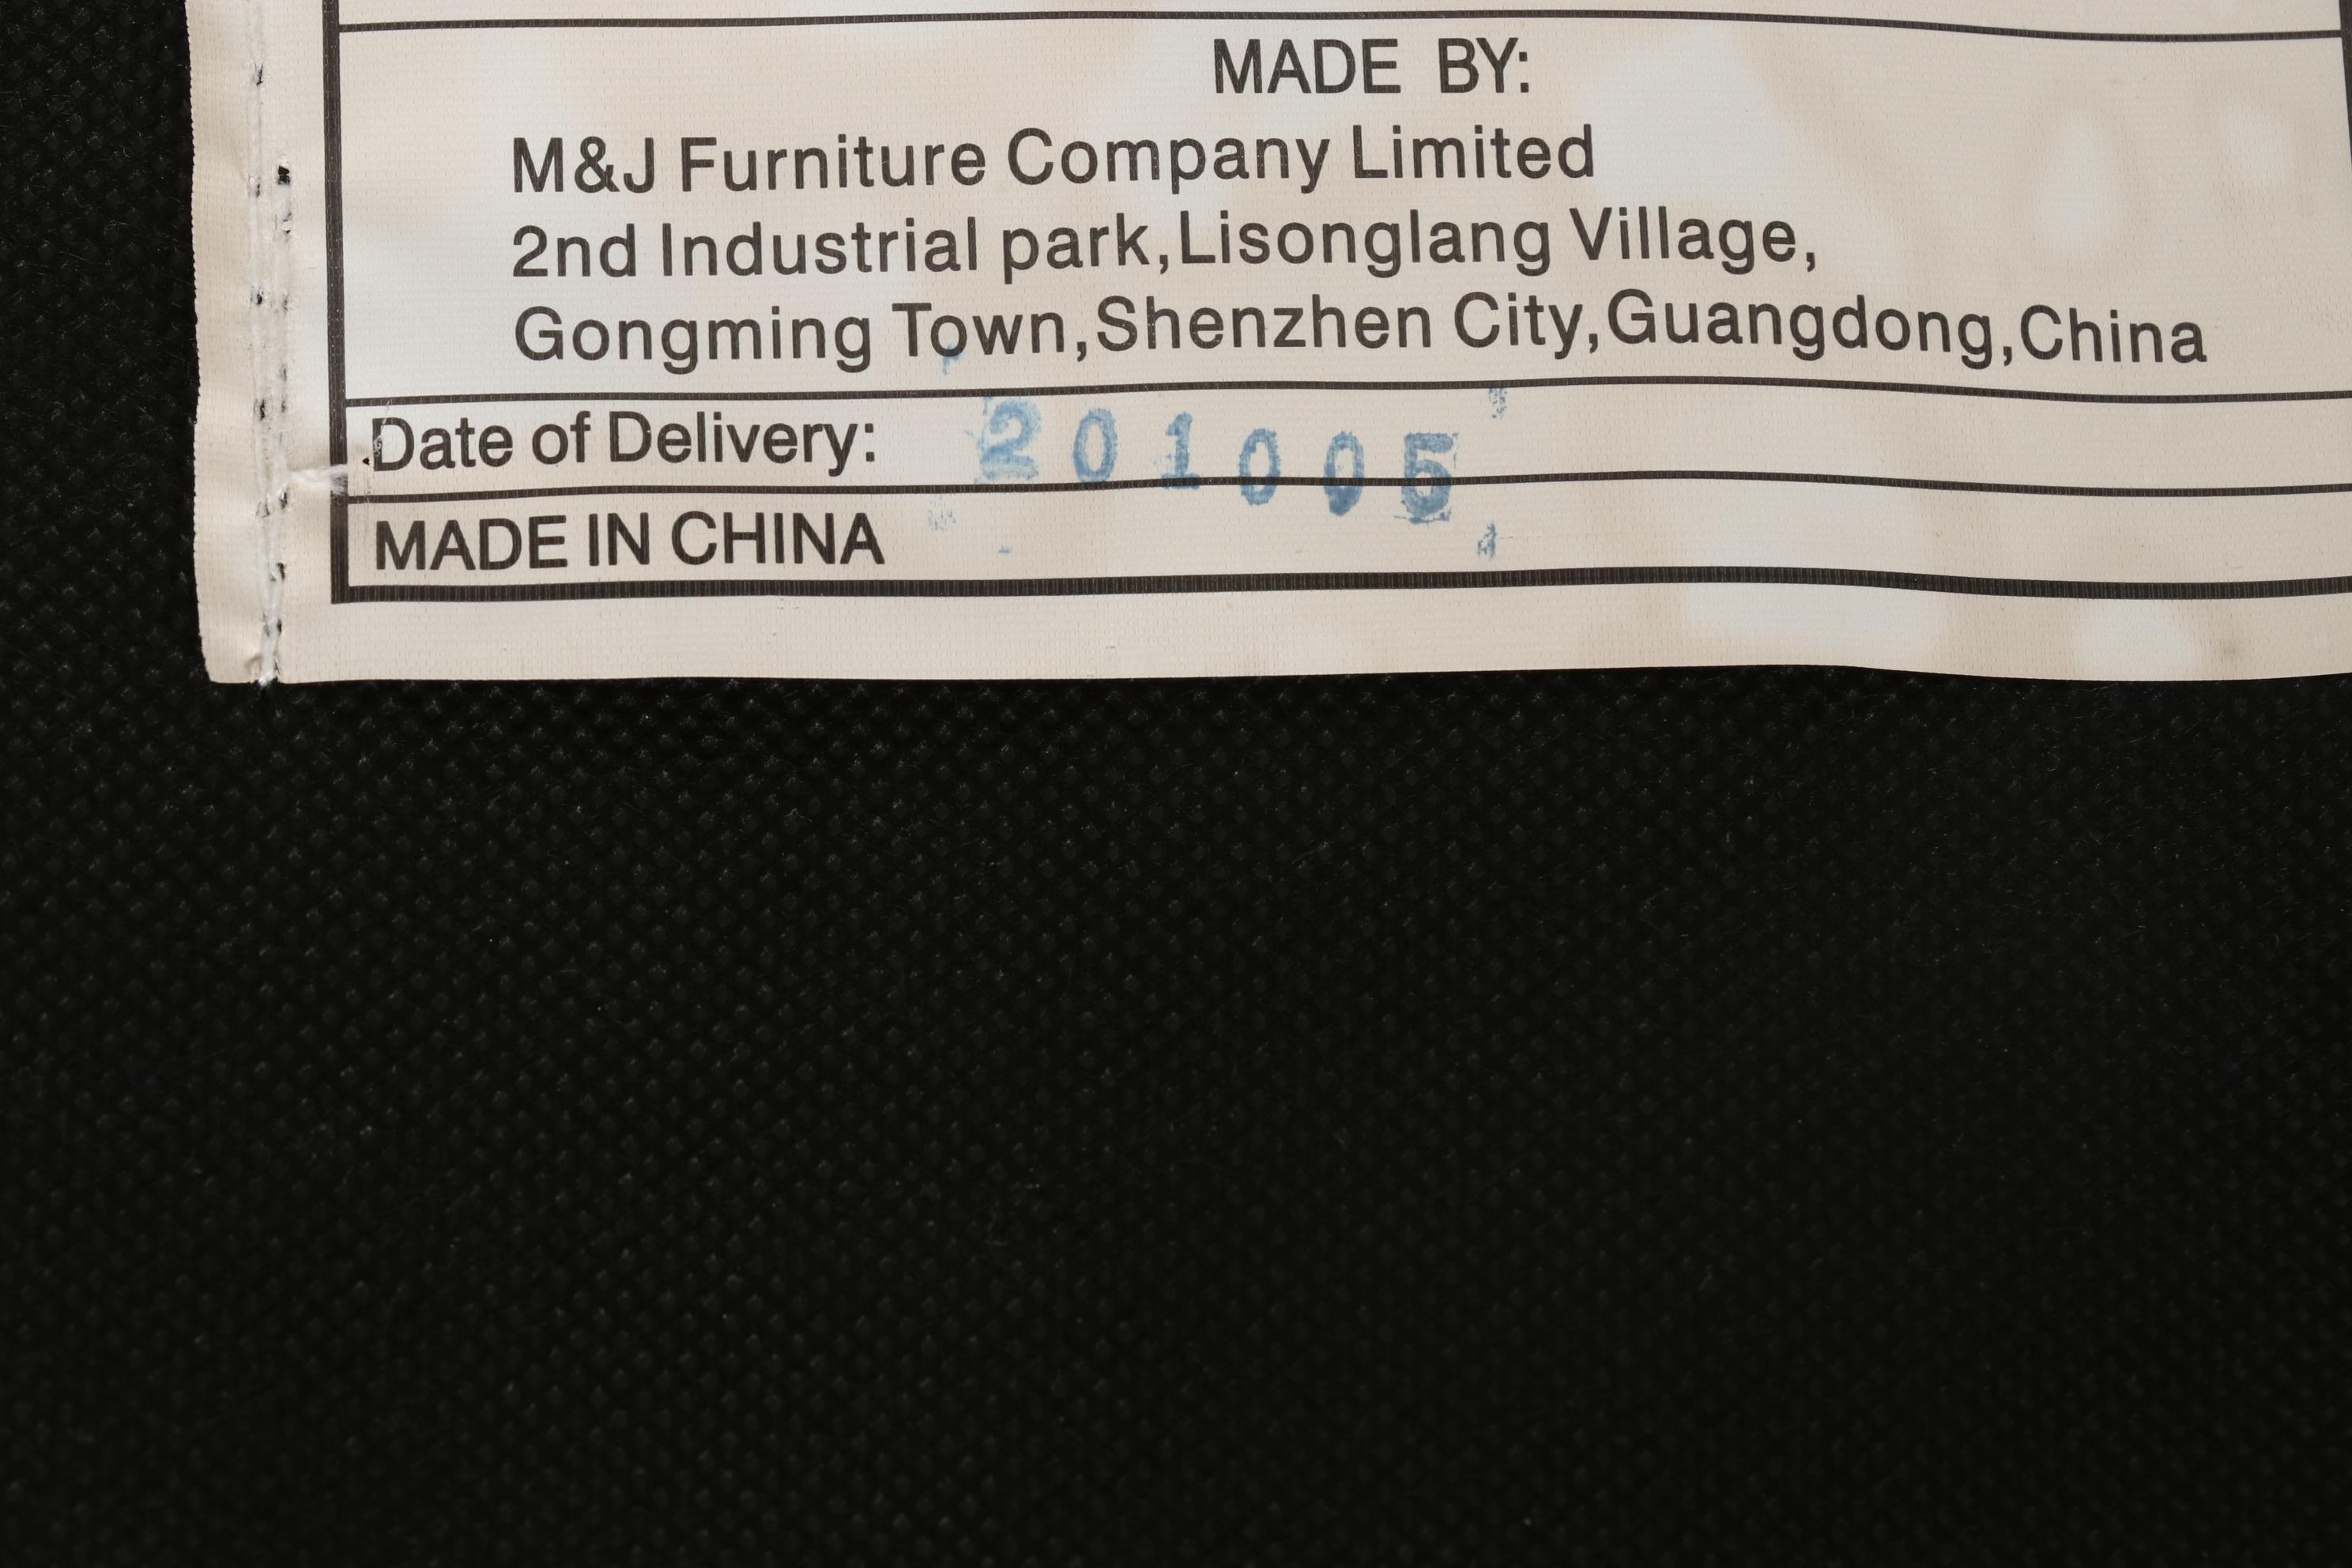 MADE BY:
M&J Furniture Company Limited
2nd Industrial park,Lisonglang Village,
Gongming Town,Shenzhen City,Guangdong,China
Date of Delivery: 201005
MADE IN CHINA